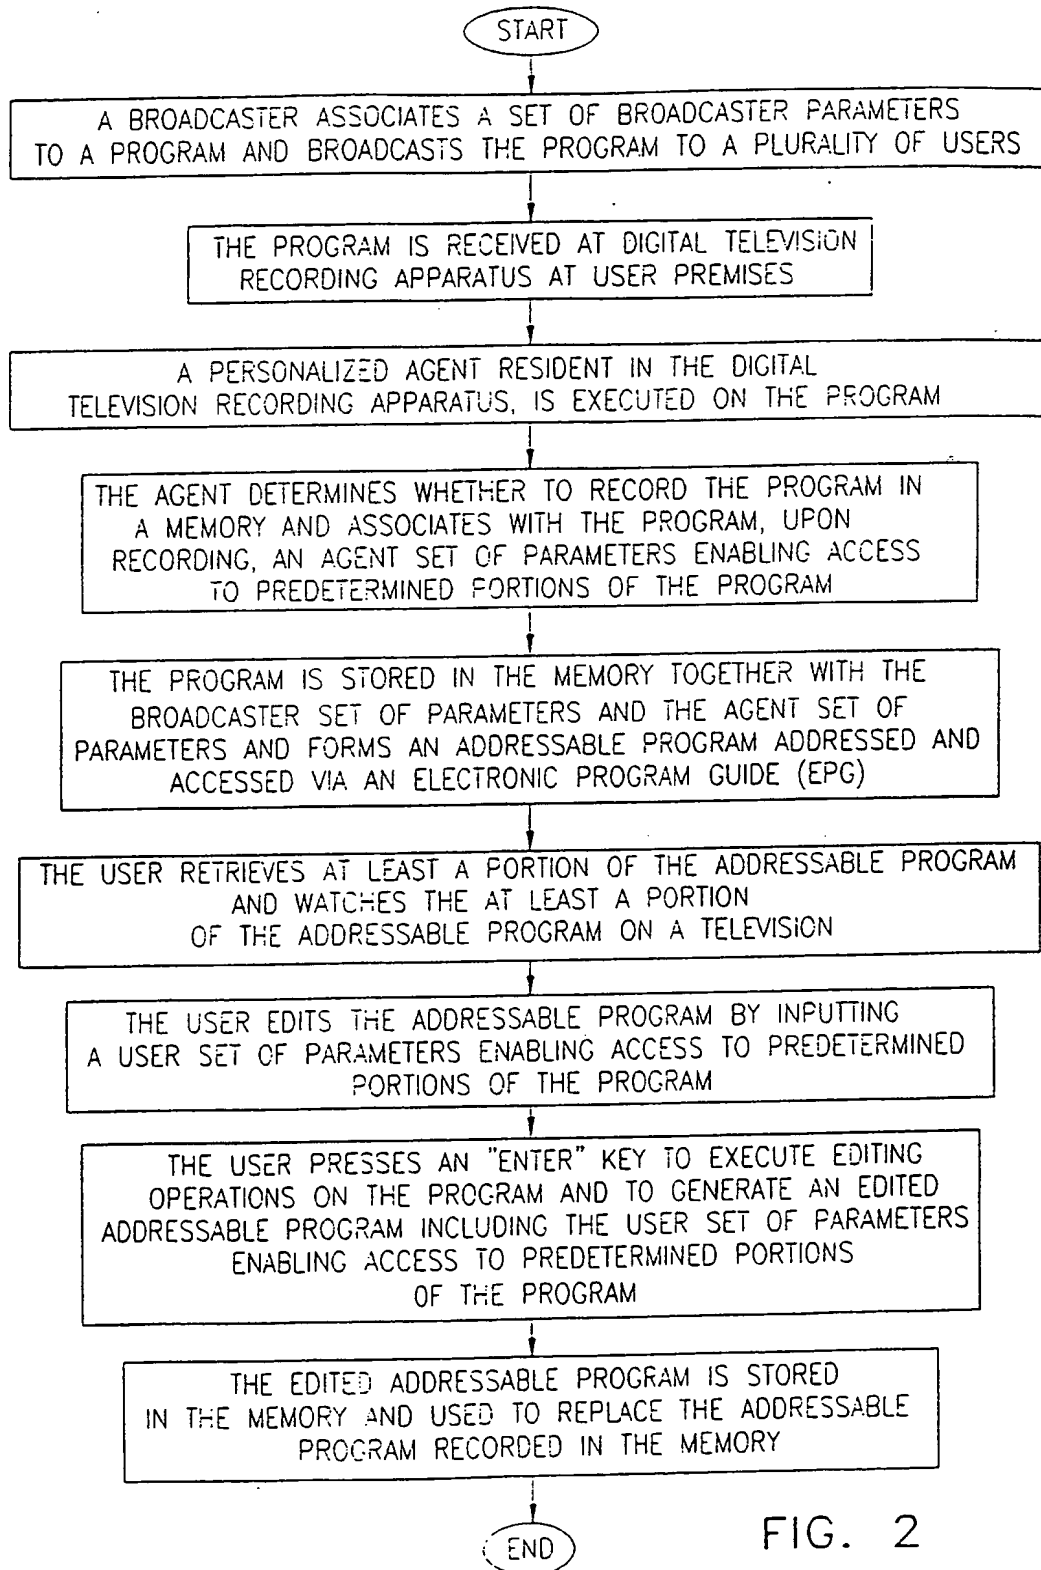 START
A BROADCASTER ASSOCIATES A SET OF BROADCASTER PARAMETERS
TO A PROGRAM AND BROADCASTS THE PROGRAM TO A PLURALITY OF USERS
THE PROGRAM IS RECEIVED AT DIGITAL TELEVISION
RECORDING APPARATUS AT USER PREMISES
A PERSONALIZED AGENT RESIDENT IN THE DIGITAL
TELEVISION RECORDING APPARATUS, IS EXECUTED ON THE PROGRAM
THE AGENT DETERMINES WHETHER TO RECORD THE PROGRAM IN
A MEMORY AND ASSOCIATES WITH THE PROGRAM, UPON
RECORDING, AN AGENT SET OF PARAMETERS ENABLING ACCESS
TO PREDETERMINED PORTIONS OF THE PROGRAM
THE PROGRAM IS STORED IN THE MEMORY TOGETHER WITH THE
BROADCASTER SET OF PARAMETERS AND THE AGENT SET OF
PARAMETERS AND FORMS AN ADDRESSABLE PROGRAM ADDRESSED AND
ACCESSED VIA AN ELECTRONIC PROGRAM GUIDE (EPG)
THE USER RETRIEVES AT LEAST A PORTION OF THE ADDRESSABLE PROGRAM
AND WATCHES THE AT LEAST A PORTION
OF THE ADDRESSABLE PROGRAM ON A TELEVISION
THE USER EDITS THE ADDRESSABLE PROGRAM BY INPUTTING
A USER SET OF PARAMETERS ENABLING ACCESS TO PREDETERMINED
PORTIONS OF THE PROGRAM
THE USER PRESSES AN "ENTER" KEY TO EXECUTE EDITING
OPERATIONS ON THE PROGRAM AND TO GENERATE AN EDITED
ADDRESSABLE PROGRAM INCLUDING THE USER SET OF PARAMETERS
ENABLING ACCESS TO PREDETERMINED PORTIONS
OF THE PROGRAM
THE EDITED ADDRESSABLE PROGRAM IS STORED
IN THE MEMORY AND USED TO REPLACE THE ADDRESSABLE
PROGRAM RECORDED IN THE MEMORY
END
FIG. 2